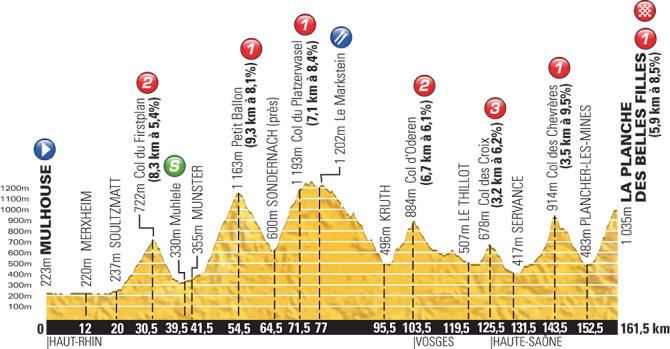 223m MULHOUSE
220m MERXHEIM
237m SOULTZMATT
2
722m Col du Firstplan
(8.3 km à 5,4%)
S
330m Muhlele
355m MUNSTER
1
1 163m Petit Ballon
(9,3 km à 8,1%)
600m SONDERNACH (près)
1
1 193m Col du Platzerwasel
(7,1 km à 8,4%)
1 202m Le Markstein
496m KRUTH
2
884m Col d'Oderen
(6,7 km à 6,1%)
507m LE THILLOT
3
678m Col des Croix
(3,2 km à 6,2%)
417m SERVANCE
1
914m Col des Chevrères
(3,5 km à 9,5%)
483m PLANCHER-LES-MINES
1
1 035m LA PLANCHE
DES BELLES FILLES
(5,9 km à 8,5%)
1200m
1100m
1000m
900m
800m
700m
600m
500m
400m
300m
200m
100m
0 12 20 30,5 39,5 41,5 54,5 64,5 71,5 77 95,5 103,5 119,5 125,5 131,5 143,5 152,5 161,5 km
HAUT-RHIN VOSGES HAUTE-SAÔNE